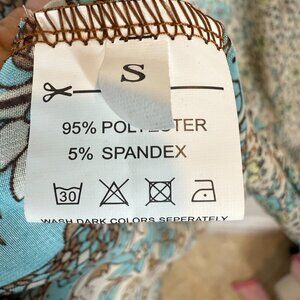 S
95% POLYESTER
5% SPANDEX
30
WASH DARK COLORS SEPERATELY